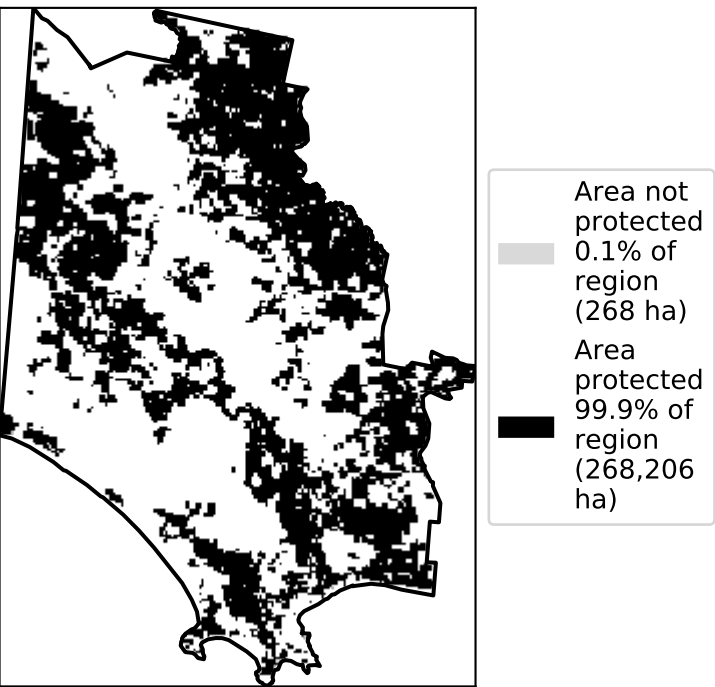 Area not
protected
0.1% of
region
(268 ha)
Area
protected
99.9% of
region
(268,206
ha)